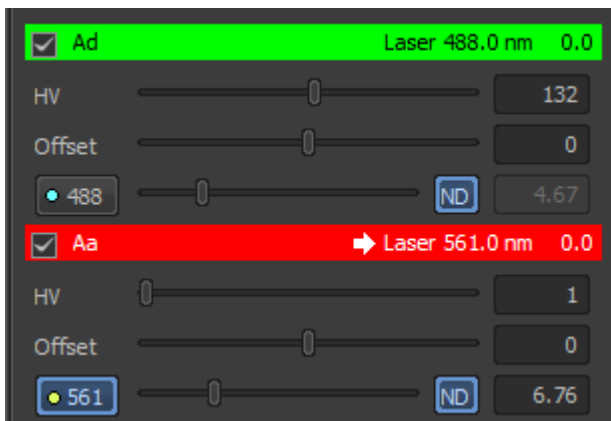 Ad Laser 488.0 nm 0.0
HV 132
Offset 0
488 ND 4.67
Aa Laser 561.0 nm 0.0
HV 1
Offset 0
561 ND 6.76